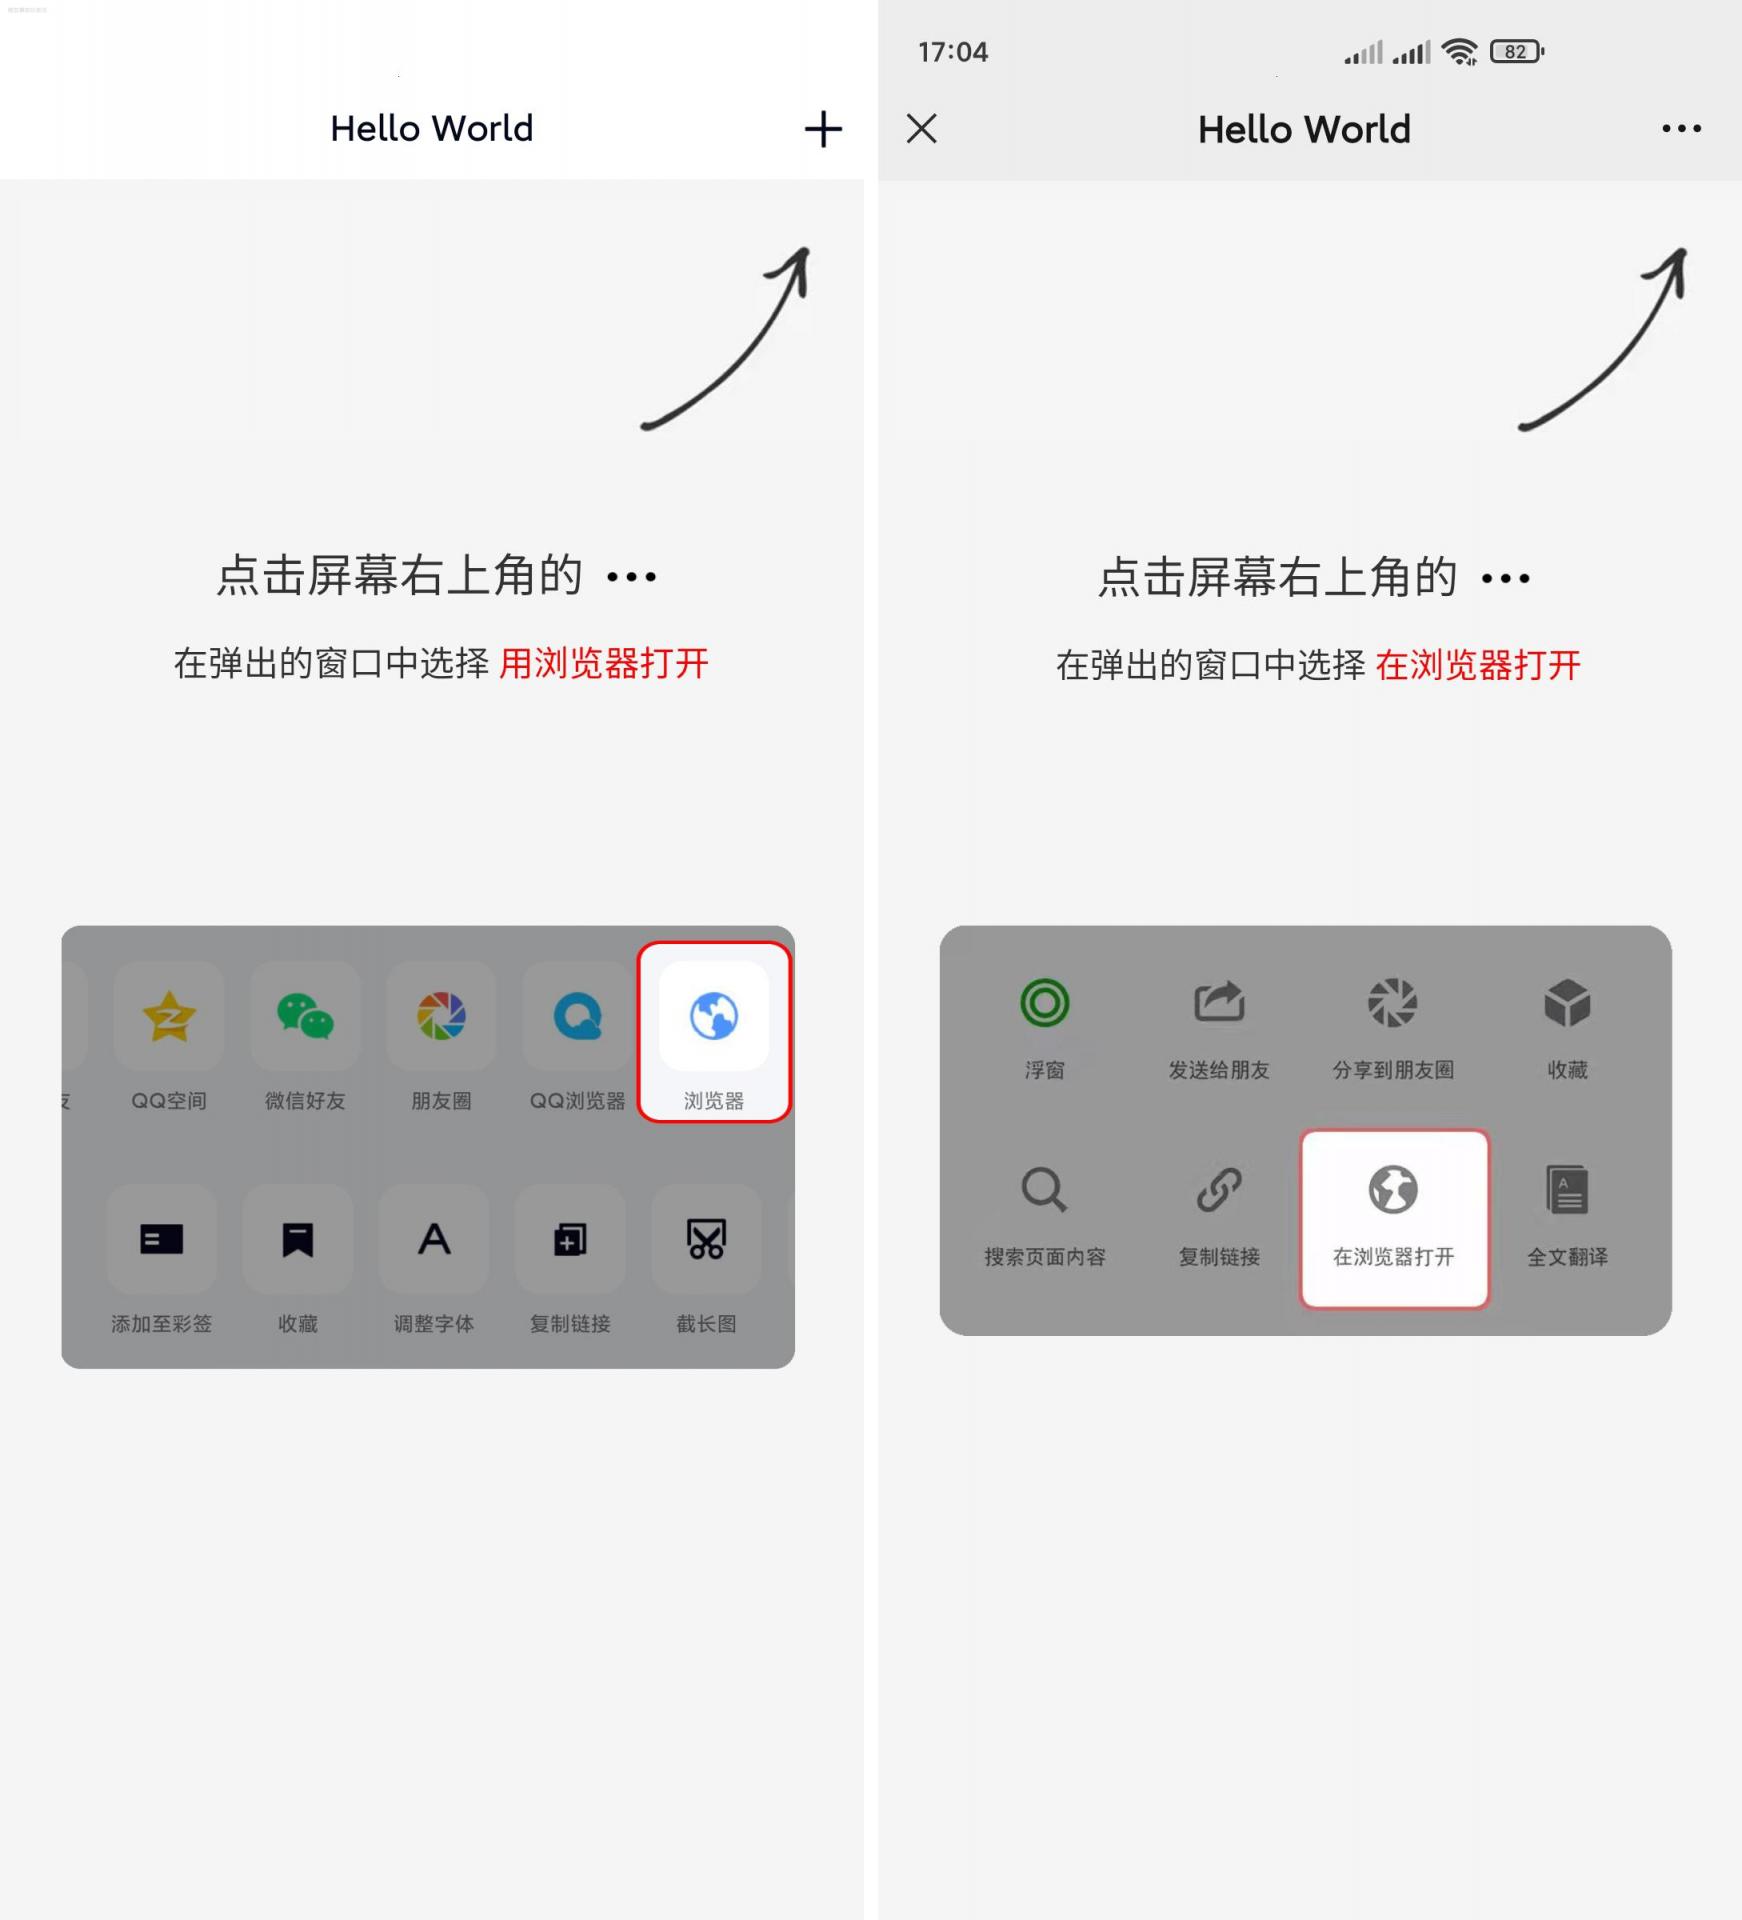 Hello World
点击屏幕右上角的 •••
在弹出的窗口中选择 用浏览器打开
友
QQ空间
微信好友
朋友圈
QQ浏览器
浏览器
添加至彩签
收藏
调整字体
复制链接
截长图
17:04
82
Hello World
点击屏幕右上角的 •••
在弹出的窗口中选择 在浏览器打开
浮窗
发送给朋友
分享到朋友圈
收藏
搜索页面内容
复制链接
在浏览器打开
A
全文翻译